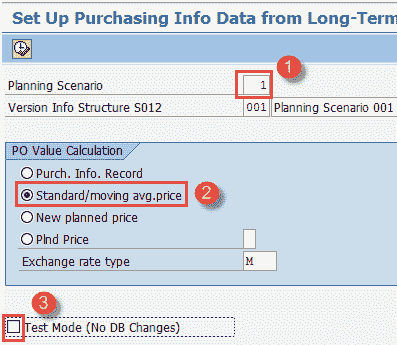 Set Up Purchasing Info Data from Long-Term
1
Planning Scenario 1
Version Info Structure S012 001 Planning Scenario 001
PO Value Calculation
Purch. Info. Record
Standard/moving avg.price 2
New planned price
Plnd Price
Exchange rate type M
3
Test Mode (No DB Changes)